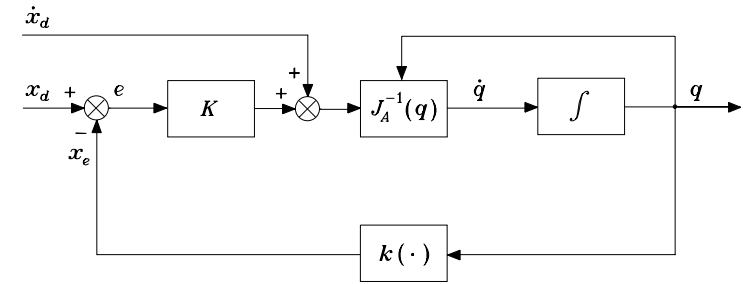 ẋ_d
x_d + e K + + J_A^{-1}(q) q̇ ∫ q
−
x_e
k(·)